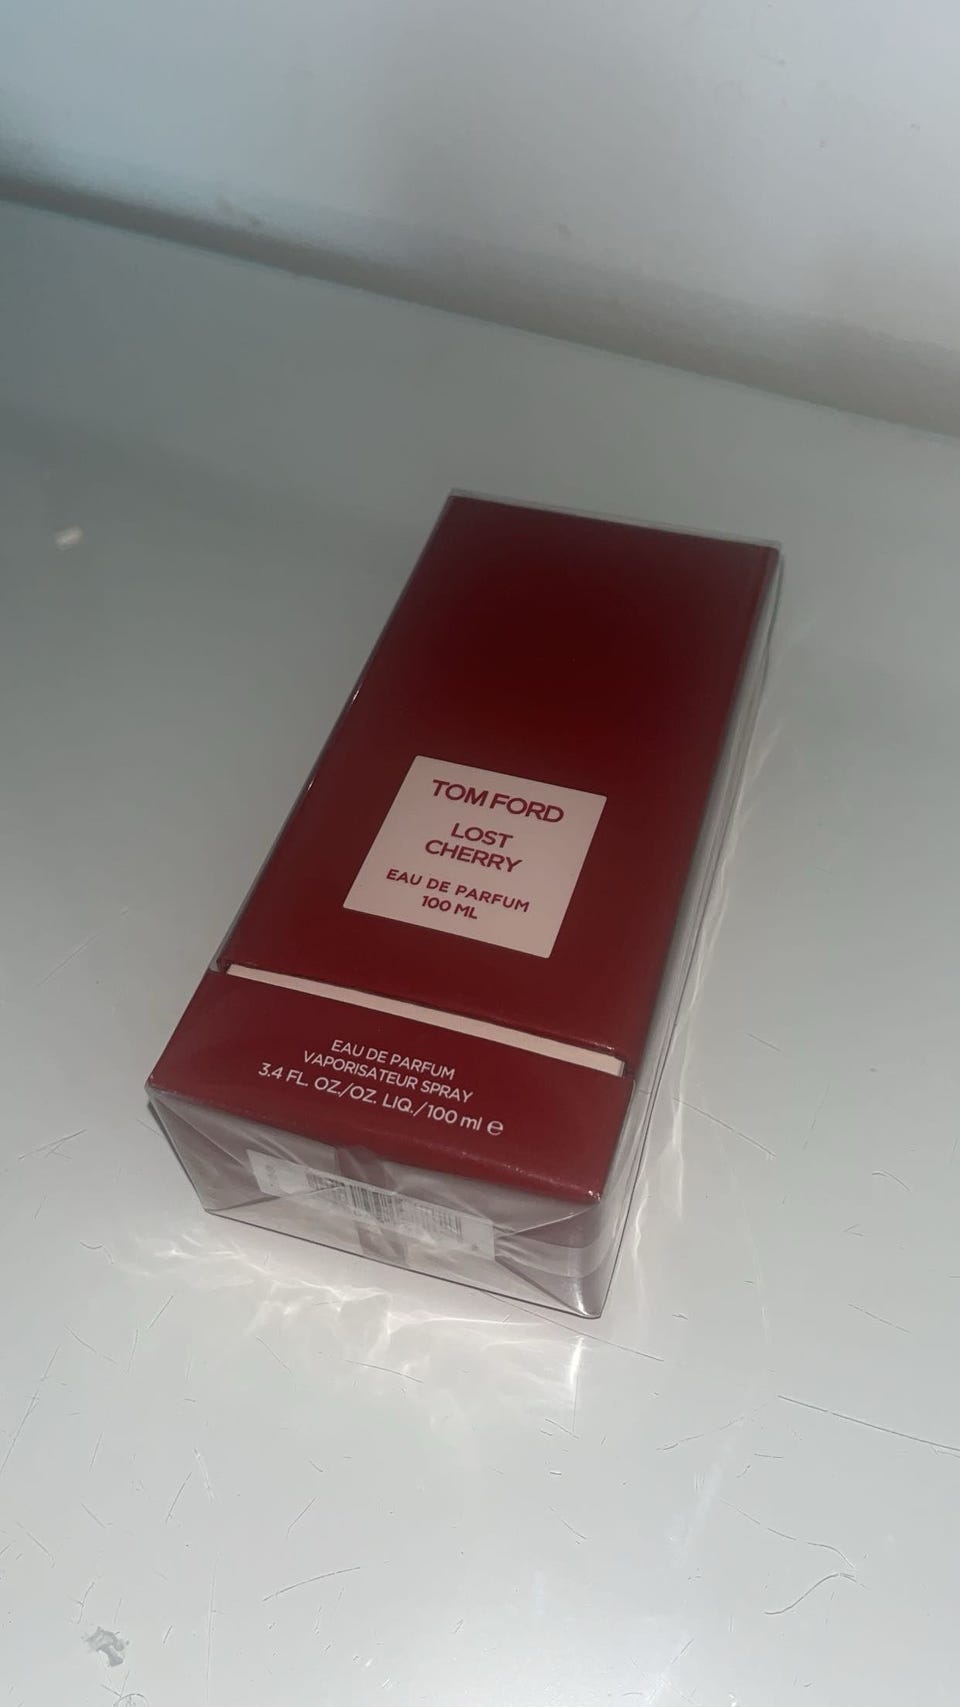 TOM FORD
LOST
CHERRY
EAU DE PARFUM
100 ML
EAU DE PARFUM
VAPORISATEUR SPRAY
3.4 FL. OZ./OZ. LIQ./100 ml ℮